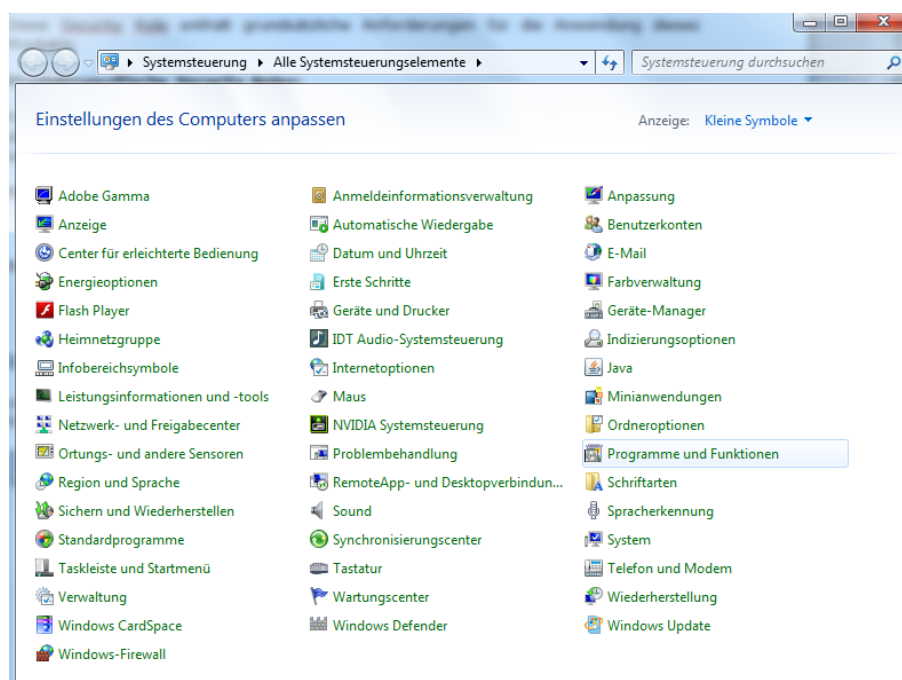 Systemsteuerung Alle Systemsteuerungselemente Systemsteuerung durchsuchen
Einstellungen des Computers anpassen Anzeige: Kleine Symbole
Adobe Gamma Anmeldeinformationsverwaltung Anpassung
Anzeige Automatische Wiedergabe Benutzerkonten
Center für erleichterte Bedienung Datum und Uhrzeit E-Mail
Energieoptionen Erste Schritte Farbverwaltung
Flash Player Geräte und Drucker Geräte-Manager
Heimnetzgruppe IDT Audio-Systemsteuerung Indizierungsoptionen
Infobereichsymbole Internetoptionen Java
Leistungsinformationen und -tools Maus Minianwendungen
Netzwerk- und Freigabecenter NVIDIA Systemsteuerung Ordneroptionen
Ortungs- und andere Sensoren Problembehandlung Programme und Funktionen
Region und Sprache RemoteApp- und Desktopverbindun... Schriftarten
Sichern und Wiederherstellen Sound Spracherkennung
Standardprogramme Synchronisierungscenter System
Taskleiste und Startmenü Tastatur Telefon und Modem
Verwaltung Wartungscenter Wiederherstellung
Windows CardSpace Windows Defender Windows Update
Windows-Firewall